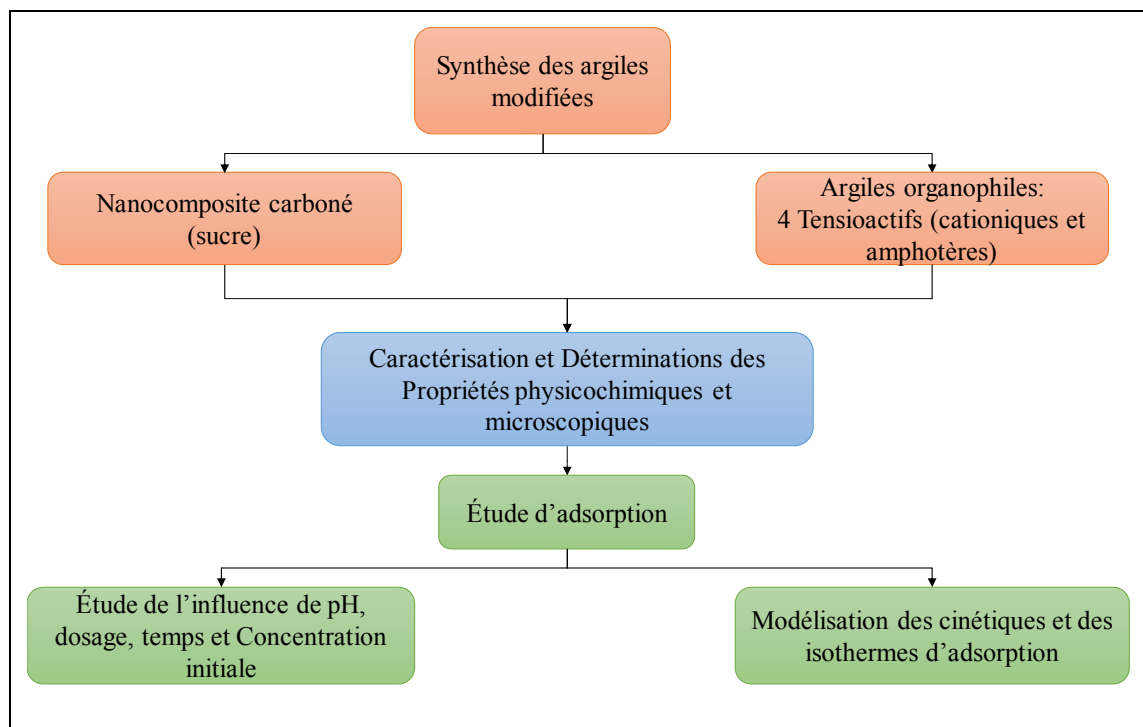 Synthèse des argiles
modifiées
Nanocomposite carboné
(sucre)
Argiles organophiles:
4 Tensioactifs (cationiques et
amphotères)
Caractérisation et Déterminations des
Propriétés physicochimiques et
microscopiques
Étude d’adsorption
Étude de l’influence de pH,
dosage, temps et Concentration
initiale
Modélisation des cinétiques et des
isothermes d’adsorption